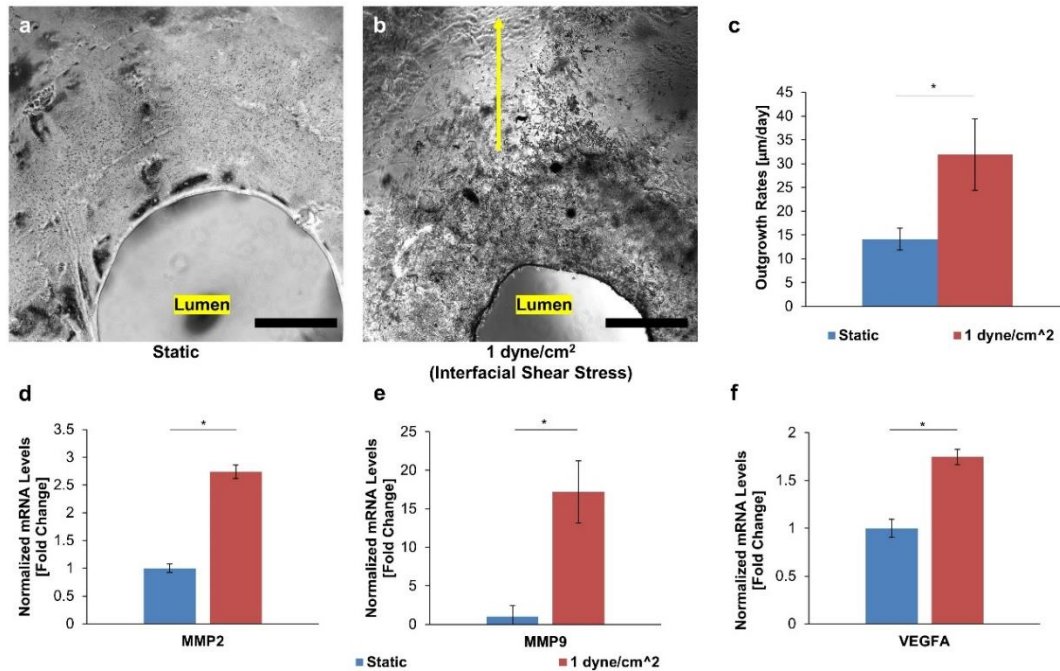 a
Lumen
Static
b
Lumen
1 dyne/cm²
(Interfacial Shear Stress)
c
Outgrowth Rates [µm/day]
45
40
35
30
25
20
15
10
5
0
*
Static
1 dyne/cm^2
d
Normalized mRNA Levels
[Fold Change]
3.5
3
2.5
2
1.5
1
0.5
0
*
MMP2
e
Normalized mRNA Levels
[Fold Change]
25
20
15
10
5
0
*
MMP9
f
Normalized mRNA Levels
[Fold Change]
2
1.5
1
0.5
0
*
VEGFA
Static
1 dyne/cm^2